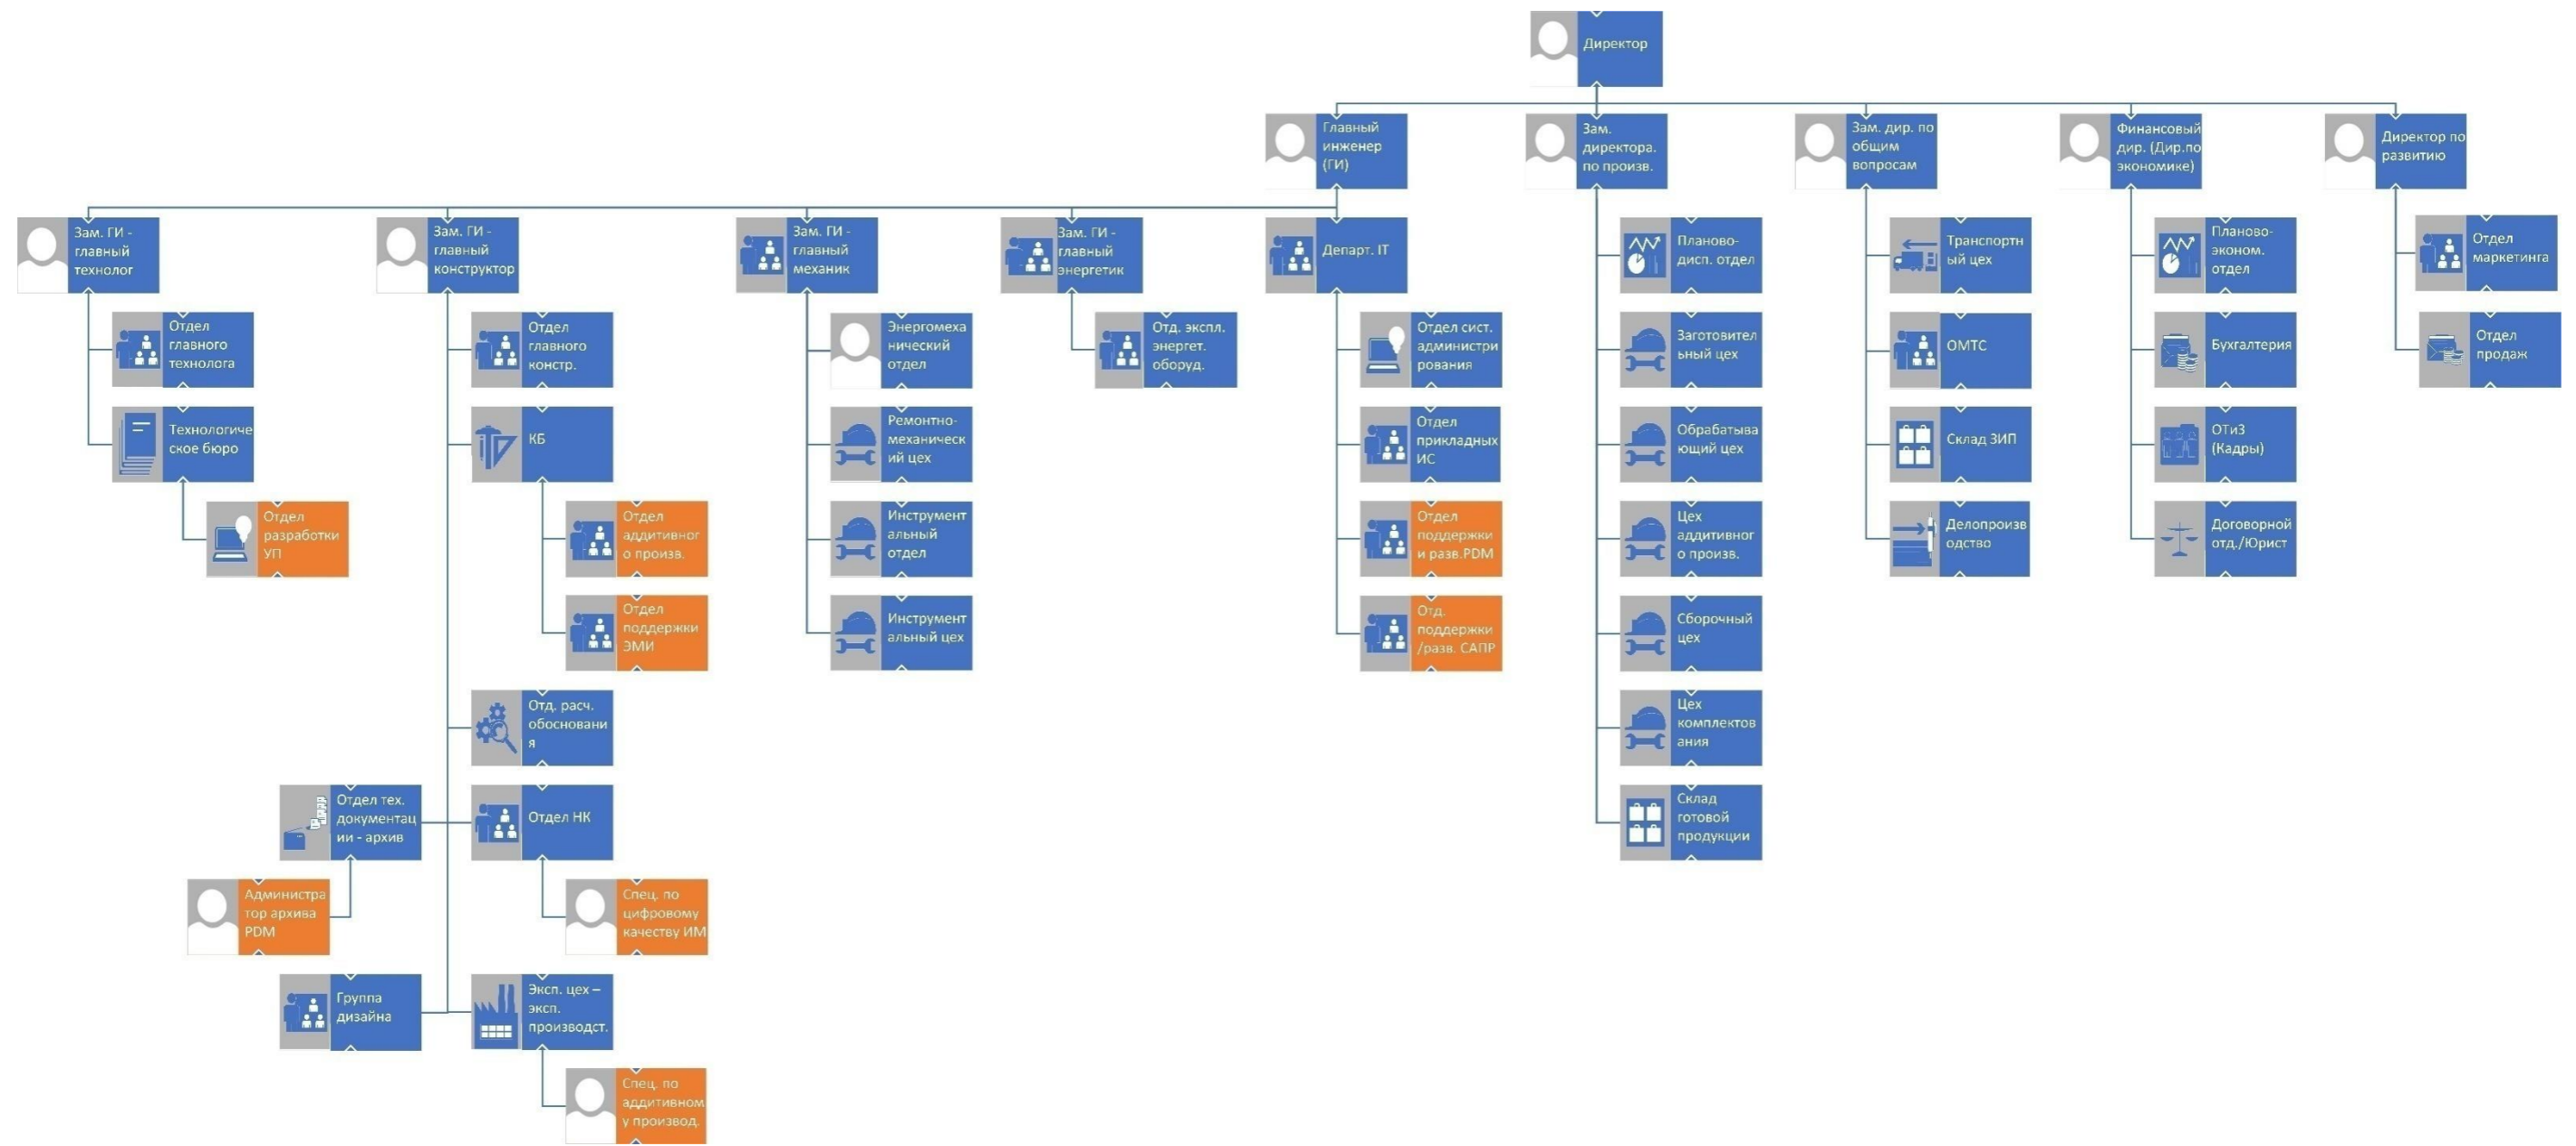 Директор
Главный
инженер
(ГИ)
Зам.
директора.
по произв.
Зам. дир. по
общим
вопросам
Финансовый
дир. (Дир.по
экономике)
Директор по
развитию
Зам. ГИ -
главный
технолог
Зам. ГИ -
главный
конструктор
Зам. ГИ -
главный
механик
Зам. ГИ -
главный
энергетик
Департ. IT
Планово-
дисп. отдел
Транспортн
ый цех
Планово-
эконом.
отдел
Отдел
маркетинга
Отдел
главного
технолога
Отдел
главного
констр.
Энергомеха
нический
отдел
Отд. экспл.
энергет.
оборуд.
Отдел сист.
администри
рования
Заготовител
ьный цех
ОМТС
Бухгалтерия
Отдел
продаж
Технологиче
ское бюро
КБ
Ремонтно-
механическ
ий цех
Отдел
прикладных
ИС
Обрабатыва
ющий цех
Склад ЗИП
ОТиЗ
(Кадры)
Отдел
разработки
УП
Отдел
аддитивног
о произв.
Инструмент
альный
отдел
Отдел
поддержки
и разв.PDM
Цех
аддитивног
о произв.
Делопроизв
одство
Договорной
отд./Юрист
Отдел
поддержки
ЭМИ
Инструмент
альный цех
Отд.
поддержки
/разв. САПР
Сборочный
цех
Отд. расч.
обосновани
я
Цех
комплектов
ания
Отдел тех.
документац
ии - архив
Отдел НК
Склад
готовой
продукции
Администра
тор архива
PDM
Спец. по
цифровому
качеству ИМ
Группа
дизайна
Эксп. цех –
эксп.
производст.
Спец. по
аддитивном
у производ.